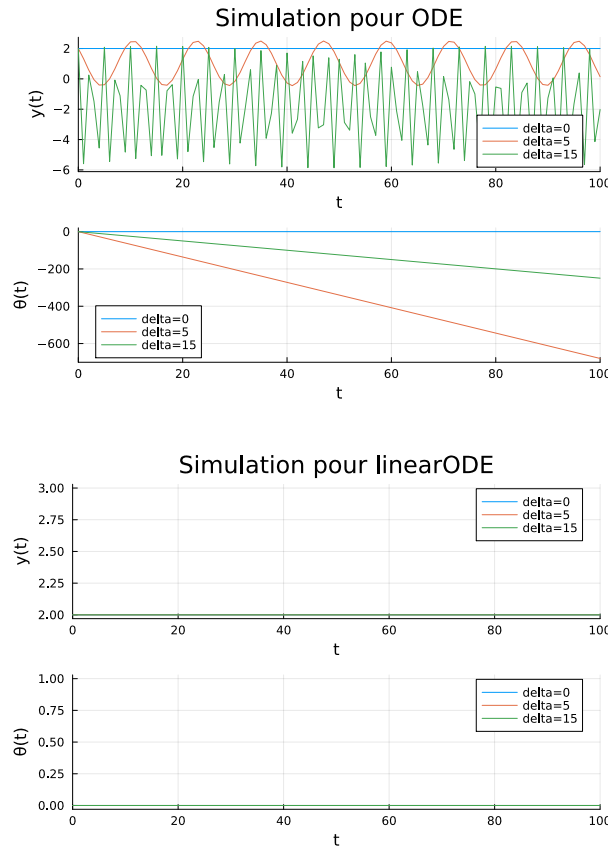 Simulation pour ODE
2
0
−2
−4
−6
y(t)
delta=0
delta=5
delta=15
0 20 40 60 80 100
t
0
−200
−400
−600
θ(t)
delta=0
delta=5
delta=15
0 20 40 60 80 100
t
Simulation pour linearODE
3.00
2.75
2.50
2.25
2.00
y(t)
delta=0
delta=5
delta=15
0 20 40 60 80 100
t
1.00
0.75
0.50
0.25
0.00
θ(t)
delta=0
delta=5
delta=15
0 20 40 60 80 100
t